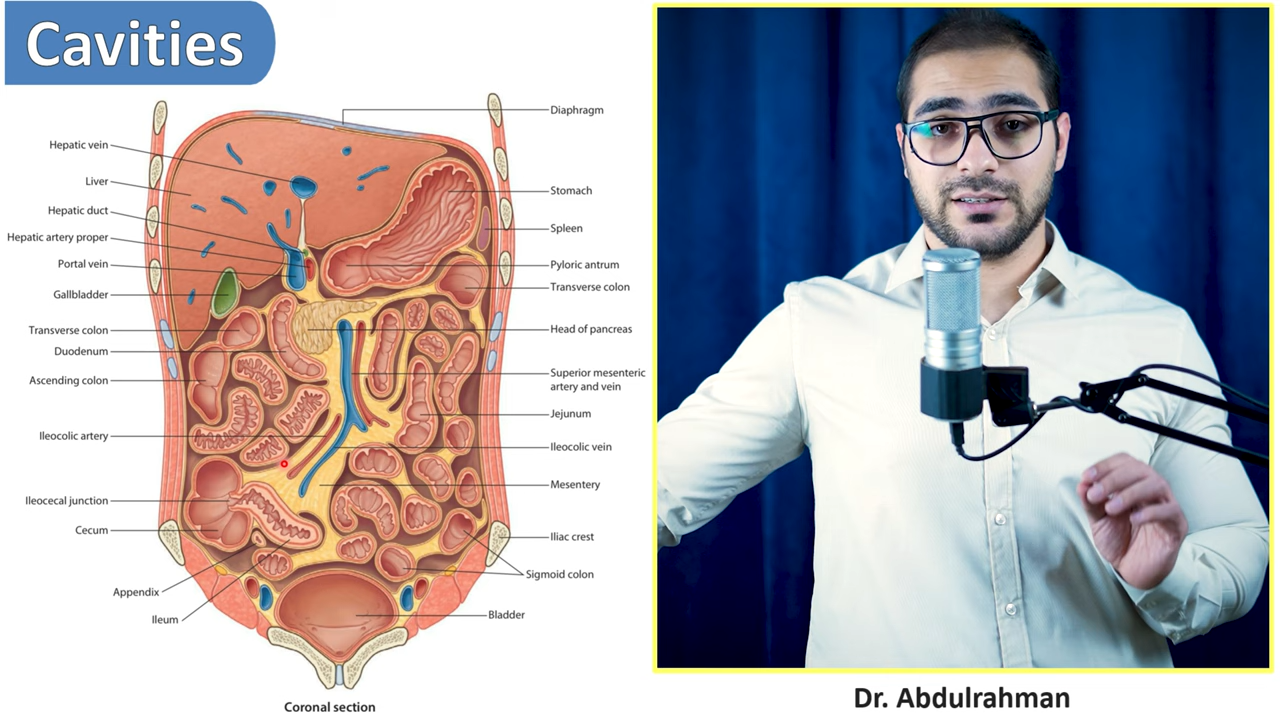 Cavities
Diaphragm
Hepatic vein
Liver
Hepatic duct
Hepatic artery proper
Portal vein
Gallbladder
Transverse colon
Duodenum
Ascending colon
Ileocolic artery
Ileocecal junction
Cecum
Appendix
Ileum
Stomach
Spleen
Pyloric antrum
Transverse colon
Head of pancreas
Superior mesenteric
artery and vein
Jejunum
Ileocolic vein
Mesentery
Iliac crest
Sigmoid colon
Bladder
Coronal section
Dr. Abdulrahman